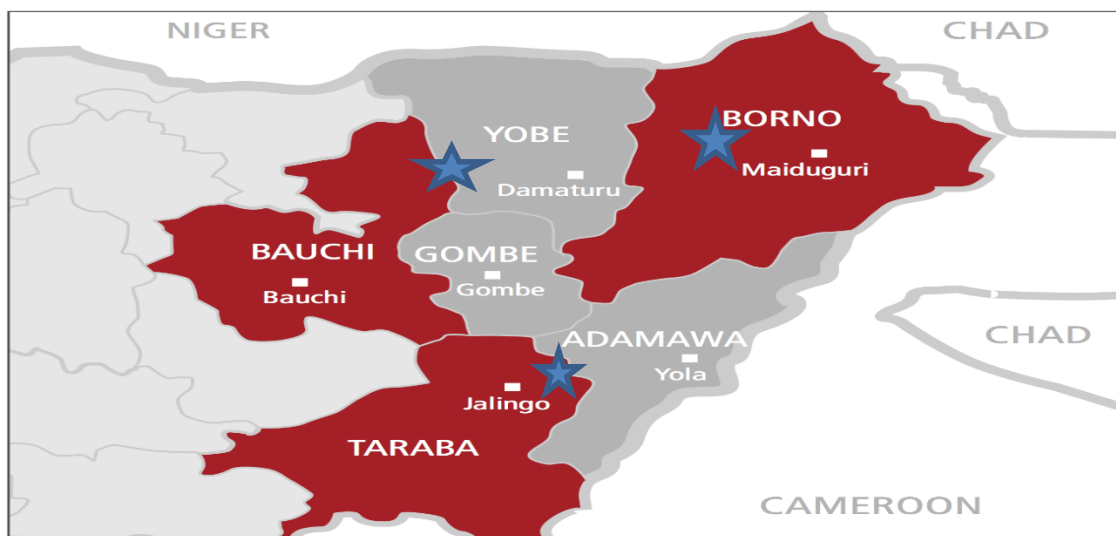 NIGER
CHAD
YOBE
BORNO
Damaturu
Maiduguri
BAUCHI
GOMBE
Bauchi
Gombe
ADAMAWA
CHAD
Yola
Jalingo
TARABA
CAMEROON